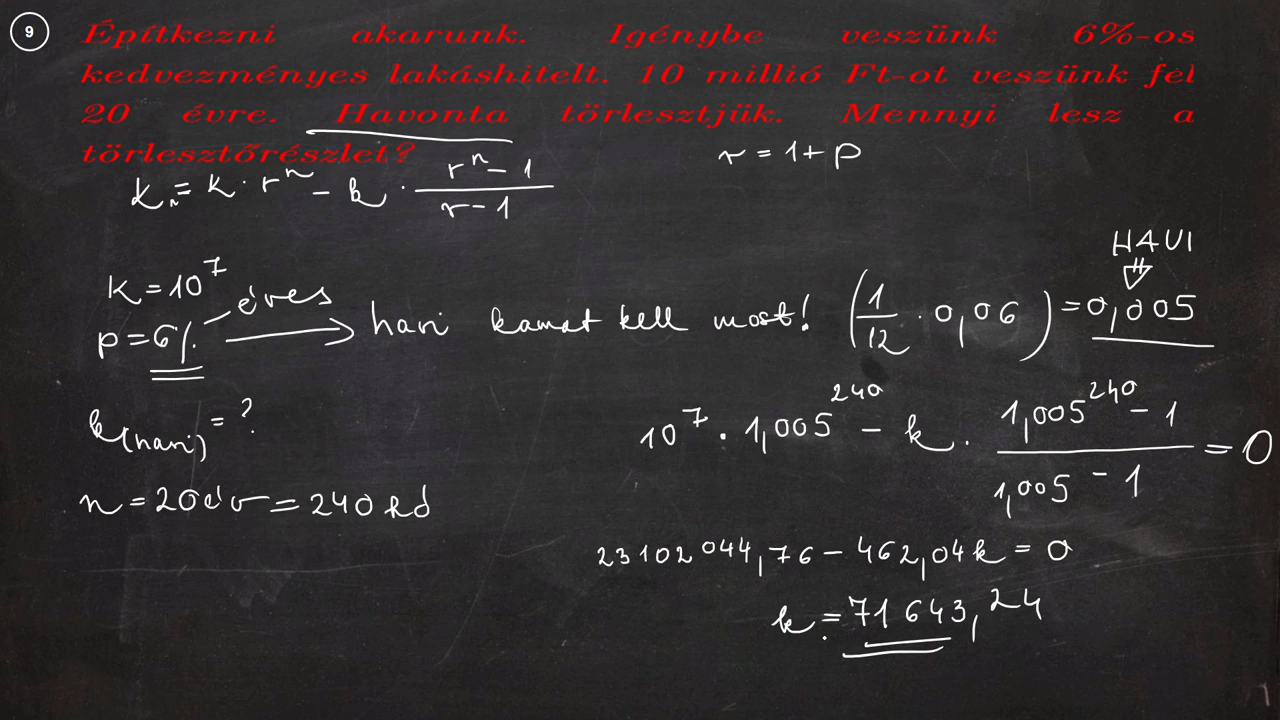 9
Építkezni akarunk. Igénybe veszünk 6%-os
kedvezményes lakáshitelt. 10 millió Ft-ot veszünk fel
20 évre. Havonta törlesztjük. Mennyi lesz a
törlesztőrészlet?
r = 1 + p
Kₙ = K · rⁿ − k · (rⁿ − 1)/(r − 1)
HAVI
K = 10⁷
p = 6% éves → havi kamat kell most! (1/12 · 0,06) = 0,005
k(havi) = ?
10⁷ · 1,005²⁴⁰ − k · (1,005²⁴⁰ − 1)/(1,005 − 1) = 0
n = 20 év = 240 hó
23102044,76 − 462,04k = 0
k = 71643,24